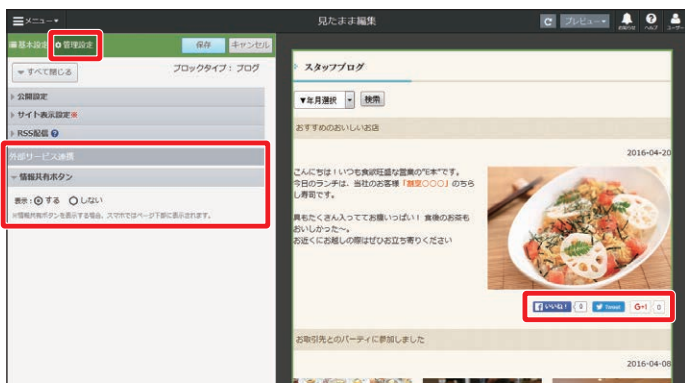 メニュー▼
見たまま編集
C
プレビュー▼
お知らせ
ヘルプ
ユーザー
基本設定
管理設定
保存
キャンセル
すべて閉じる
ブロックタイプ：ブログ
公開設定
サイト表示設定※
RSS配信 ?
外部サービス連携
情報共有ボタン
表示：する しない
※情報共有ボタンを表示する場合、スマホではページ下部に表示されます。
スタッフブログ
▼年月選択
検索
おすすめのおいしいお店
2016-04-20
こんにちは！いつも食欲旺盛な営業の"E本"です。
今日のランチは、当社のお客様「割烹〇〇〇」のちら
し寿司です。
具もたくさん入っててお腹いっぱい！ 食後のお茶も
おいしかった～。
お近くにお越しの際はぜひお立ち寄りください
いいね！ 0
Tweet
G+1 0
お取引先とのパーティに参加しました
2016-04-08